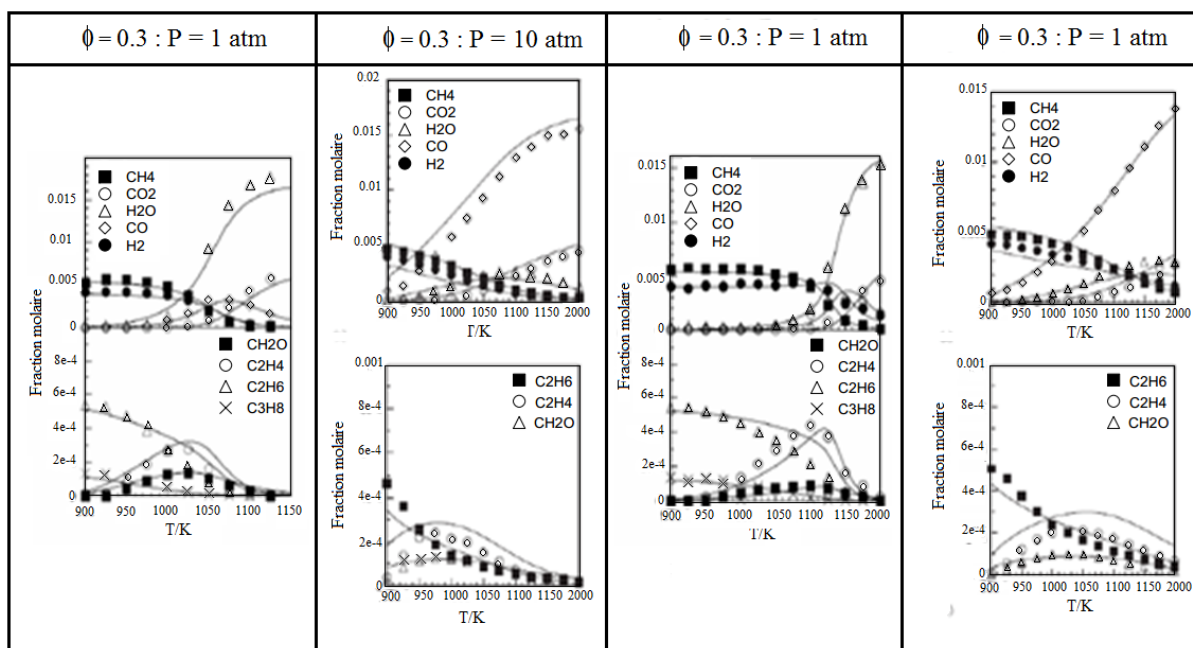 ϕ = 0.3 : P = 1 atm
ϕ = 0.3 : P = 10 atm
ϕ = 0.3 : P = 1 atm
ϕ = 0.3 : P = 1 atm
Fraction molaire
0.015
0.01
0.005
0
CH4
CO2
H2O
CO
H2
Fraction molaire
8e-4
6e-4
4e-4
2e-4
0
CH2O
C2H4
C2H6
C3H8
900 950 1000 1050 1100 1150
T/K
Fraction molaire
0.02
0.015
0.01
0.005
0
CH4
CO2
H2O
CO
H2
900 950 1000 1050 1100 1150 2000
Γ/K
Fraction molaire
0.001
8e-4
6e-4
4e-4
2e-4
0
C2H6
C2H4
CH2O
900 950 1000 1050 1100 1150 2000
T/K
Fraction molaire
0.015
0.01
0.005
0
CH4
CO2
H2O
CO
H2
Fraction molaire
8e-4
6e-4
4e-4
2e-4
0
CH2O
C2H4
C2H6
C3H8
900 950 1000 1050 1100 1150 2000
T/K
Fraction molaire
0.015
0.01
0.005
0
CH4
CO2
H2O
CO
H2
900 950 1000 1050 1100 1150 2000
T/K
Fraction molaire
0.001
8e-4
6e-4
4e-4
2e-4
0
C2H6
C2H4
CH2O
900 950 1000 1050 1100 1150 2000
T/K